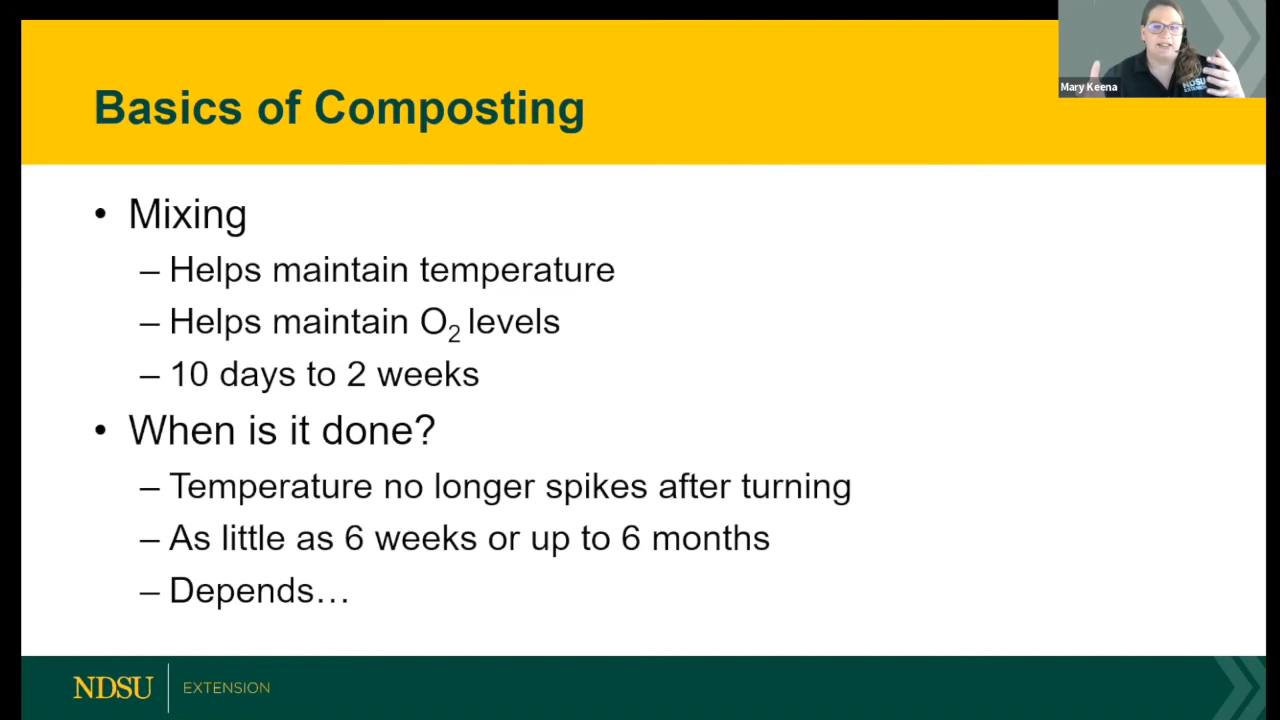 Basics of Composting
Mary Keena
NDSU
EXTENSION
• Mixing
– Helps maintain temperature
– Helps maintain O₂ levels
– 10 days to 2 weeks
• When is it done?
– Temperature no longer spikes after turning
– As little as 6 weeks or up to 6 months
– Depends…
NDSU EXTENSION